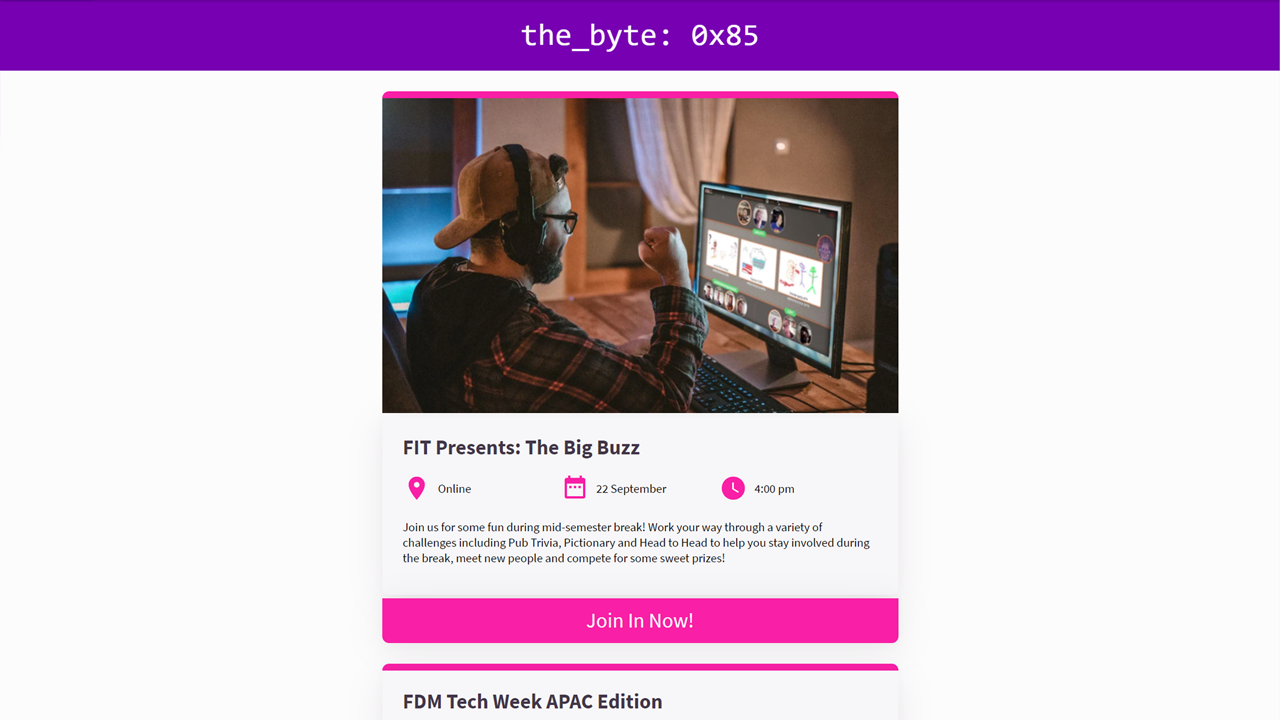 the_byte: 0x85
FIT Presents: The Big Buzz
Online
22 September
4:00 pm
Join us for some fun during mid-semester break! Work your way through a variety of
challenges including Pub Trivia, Pictionary and Head to Head to help you stay involved during
the break, meet new people and compete for some sweet prizes!
Join In Now!
FDM Tech Week APAC Edition